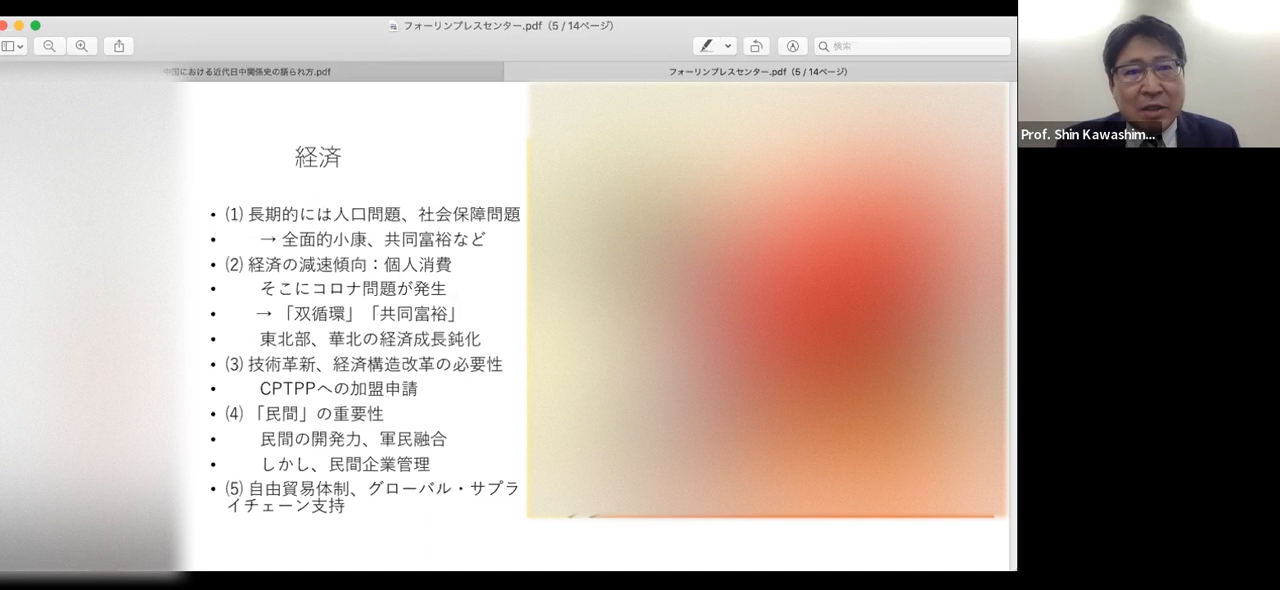 フォーリンプレスセンター.pdf（5 / 14ページ）
検索
中国における近代日中関係史の語られ方.pdf
フォーリンプレスセンター.pdf（5 / 14ページ）
Prof. Shin Kawashim...
経済
• ⑴ 長期的には人口問題、社会保障問題
• → 全面的小康、共同富裕など
• ⑵ 経済の減速傾向：個人消費
• そこにコロナ問題が発生
• → 「双循環」「共同富裕」
• 東北部、華北の経済成長鈍化
• ⑶ 技術革新、経済構造改革の必要性
• CPTPPへの加盟申請
• ⑷ 「民間」の重要性
• 民間の開発力、軍民融合
• しかし、民間企業管理
• ⑸ 自由貿易体制、グローバル・サプラ
イチェーン支持